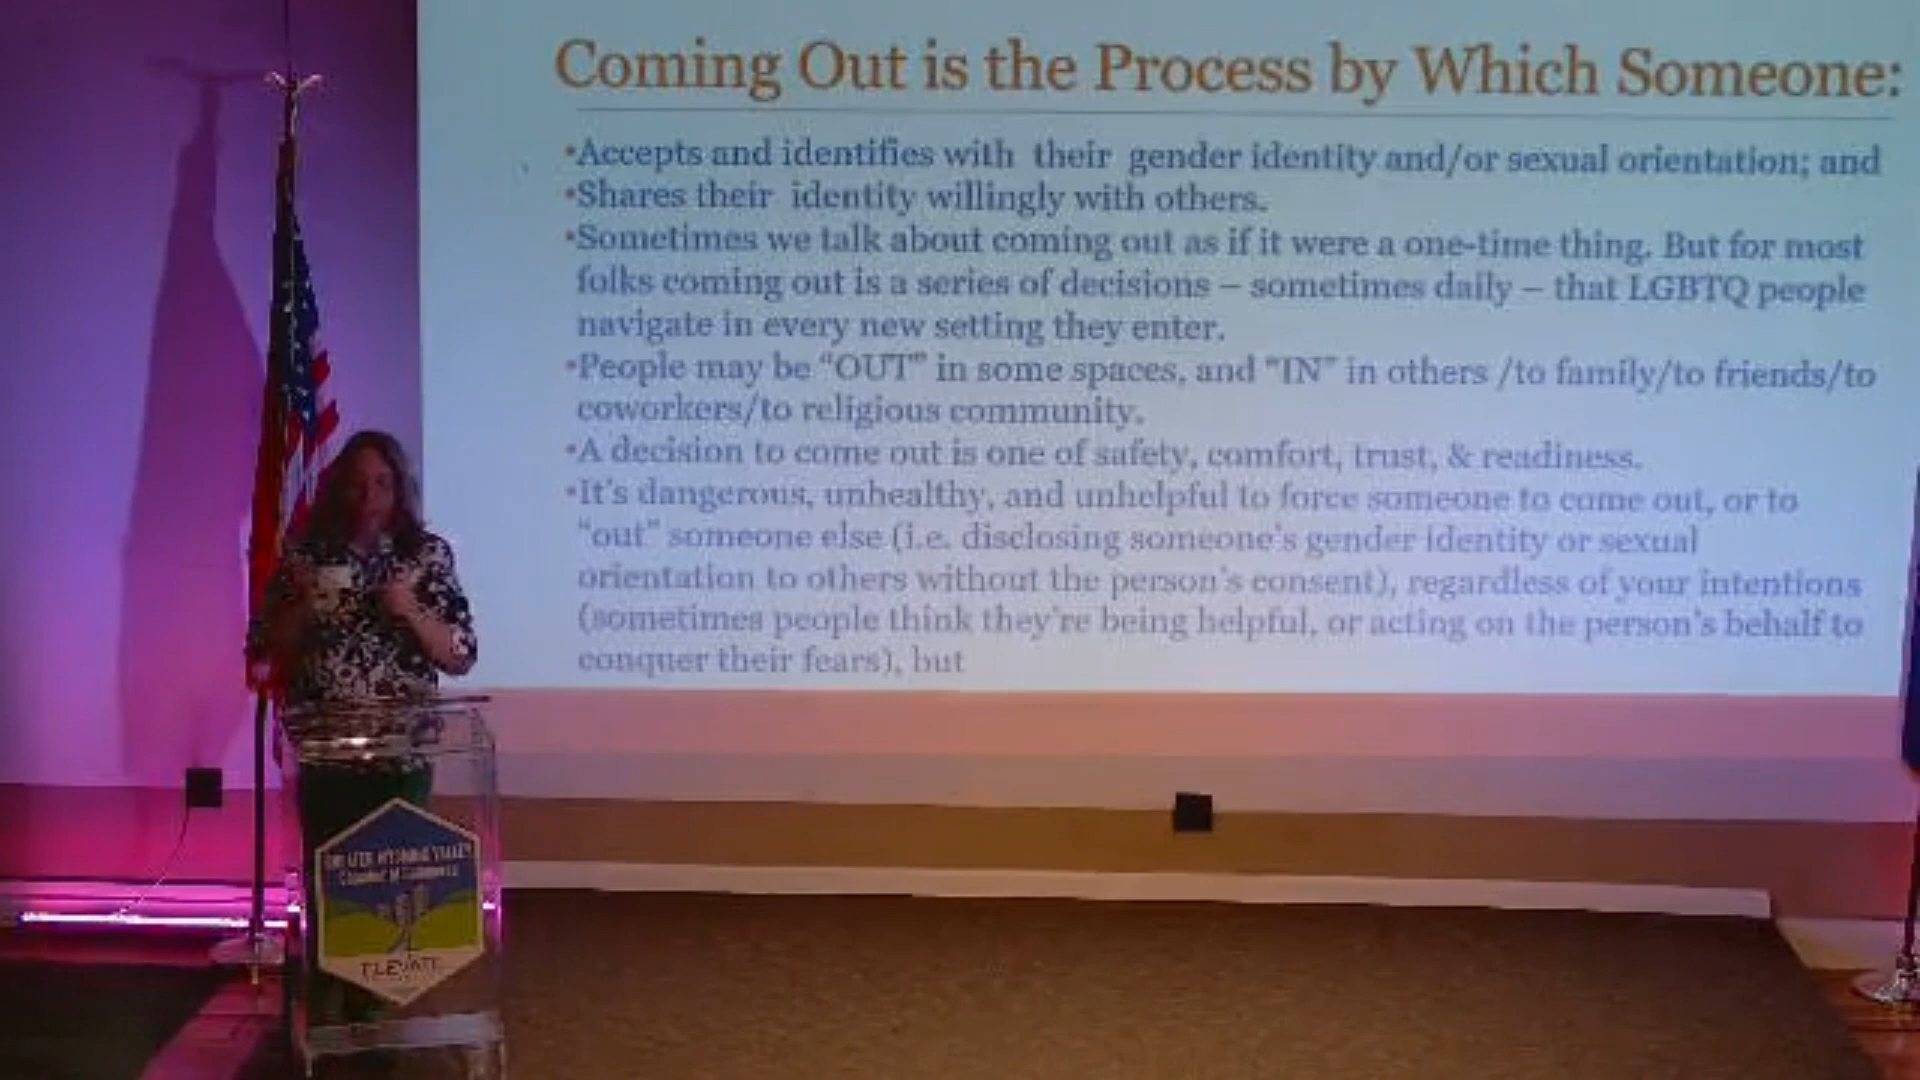 Coming Out is the Process by Which Someone:
•Accepts and identifies with their gender identity and/or sexual orientation; and
•Shares their identity willingly with others.
•Sometimes we talk about coming out as if it were a one-time thing. But for most
folks coming out is a series of decisions – sometimes daily – that LGBTQ people
navigate in every new setting they enter.
•People may be “OUT” in some spaces, and “IN” in others /to family/to friends/to
coworkers/to religious community.
•A decision to come out is one of safety, comfort, trust, & readiness.
•It’s dangerous, unhealthy, and unhelpful to force someone to come out, or to
“out” someone else (i.e. disclosing someone’s gender identity or sexual
orientation to others without the person’s consent), regardless of your intentions
(sometimes people think they’re being helpful, or acting on the person’s behalf to
conquer their fears), but
GREATER WYOMING VALLEY
CHAMBER of COMMERCE
ELEVATE